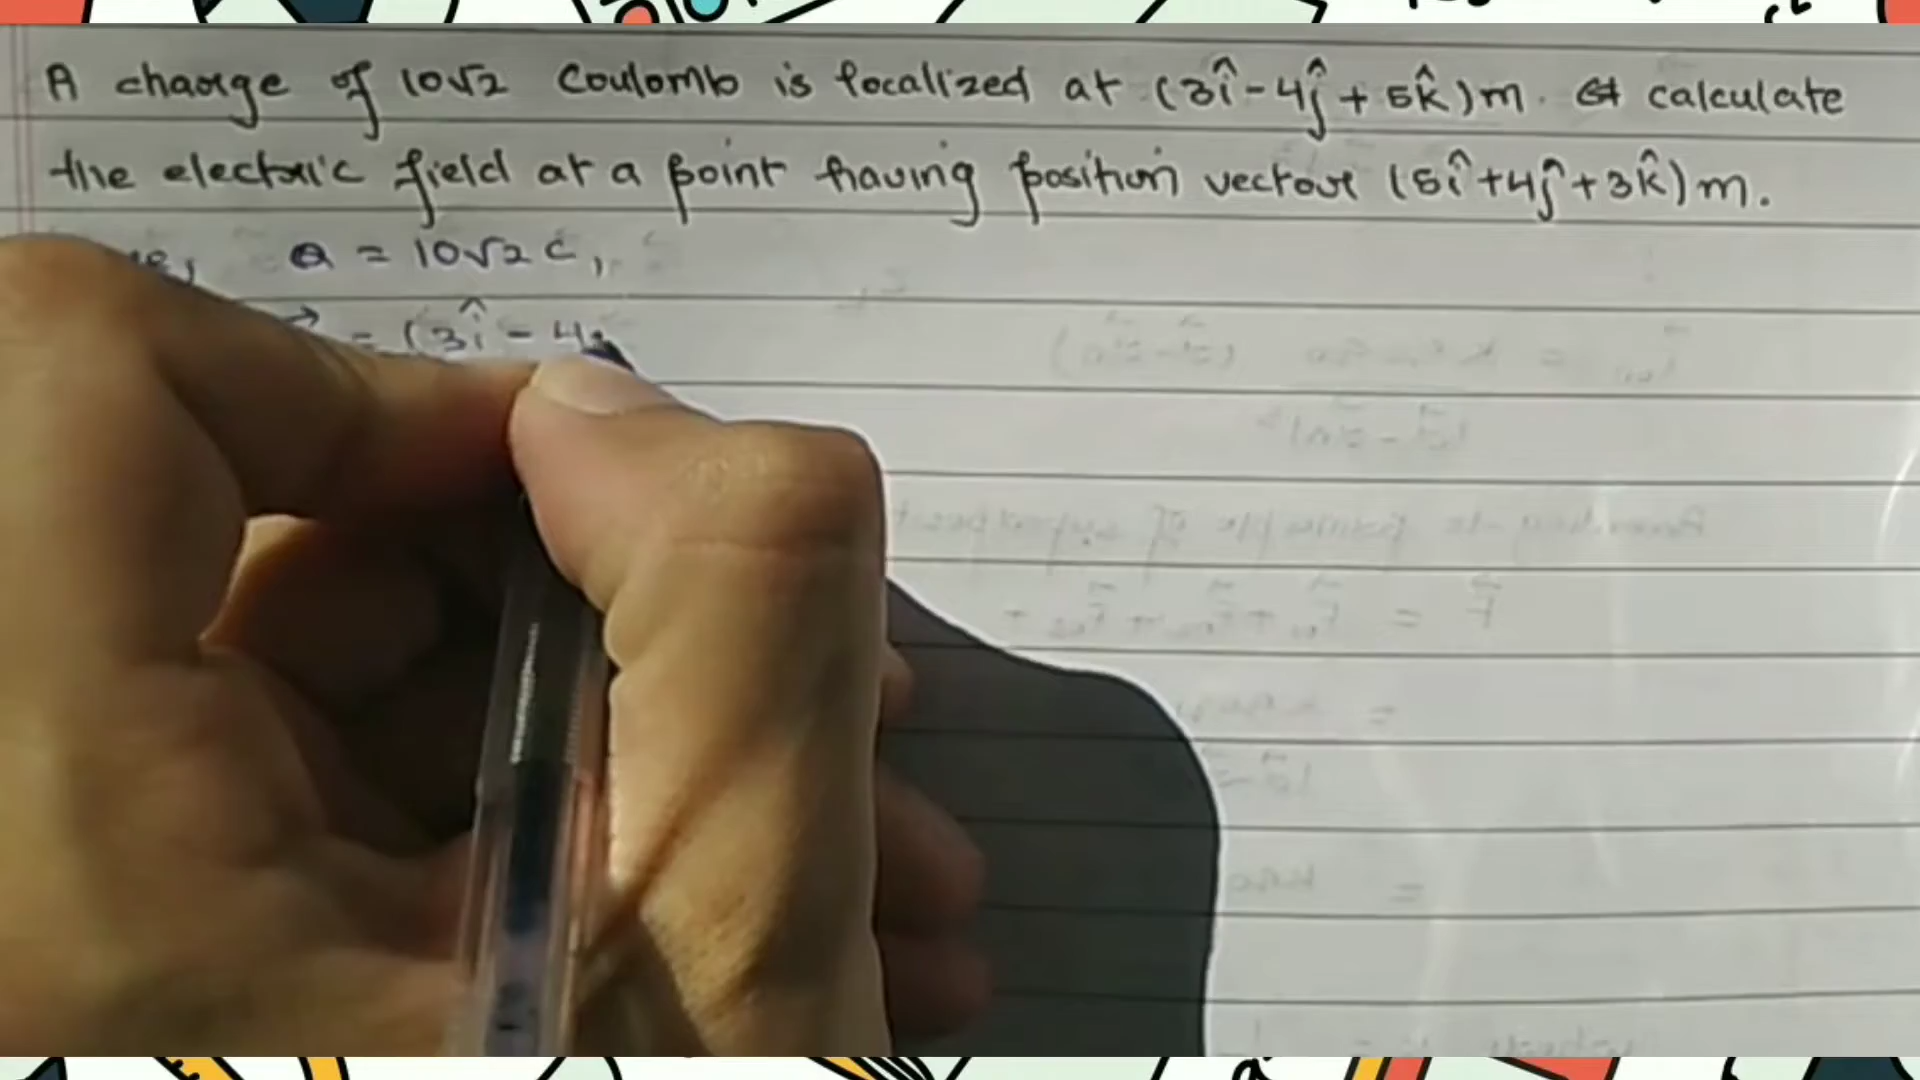 A charge of 10√2 Coulomb is localized at (3î-4ĵ+5k̂)m. calculate
the electric field at a point having position vector (5î+4ĵ+3k̂)m.
Q = 10√2 C,
= (3î - 4